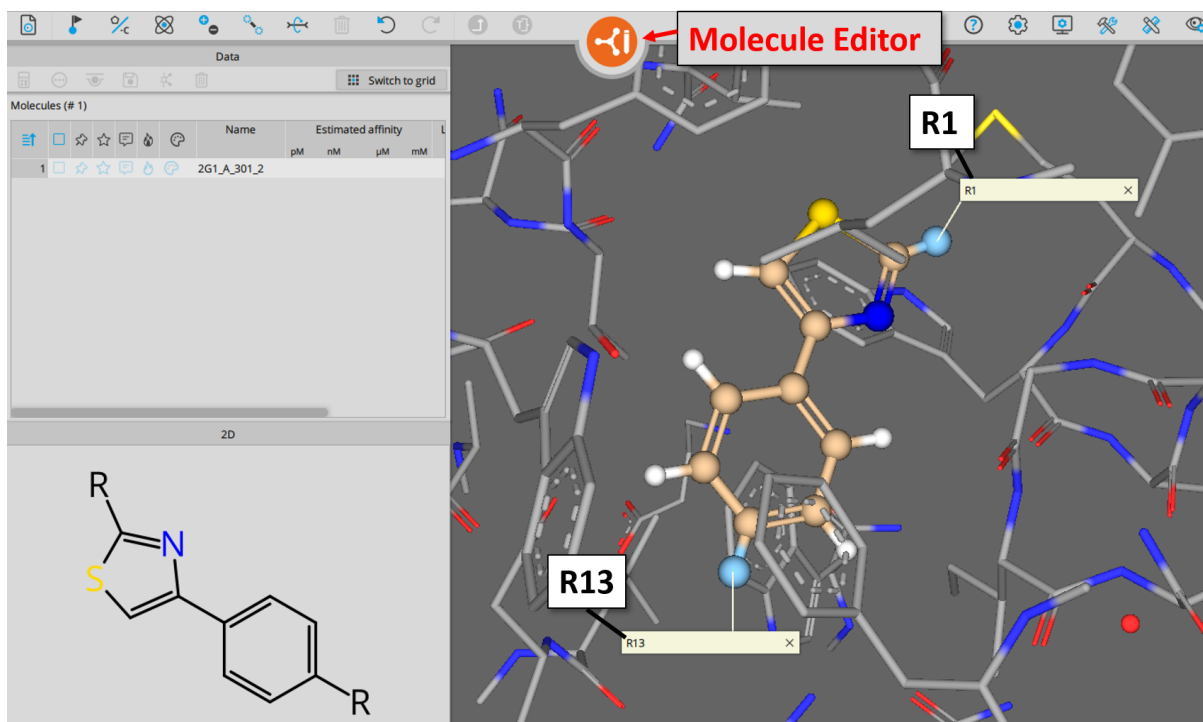 Molecule Editor
Data
Switch to grid
Molecules (# 1)
Name Estimated affinity L
pM nM μM mM
1 2G1_A_301_2
2D
R
N
S
R
R1
R1
R13
R13